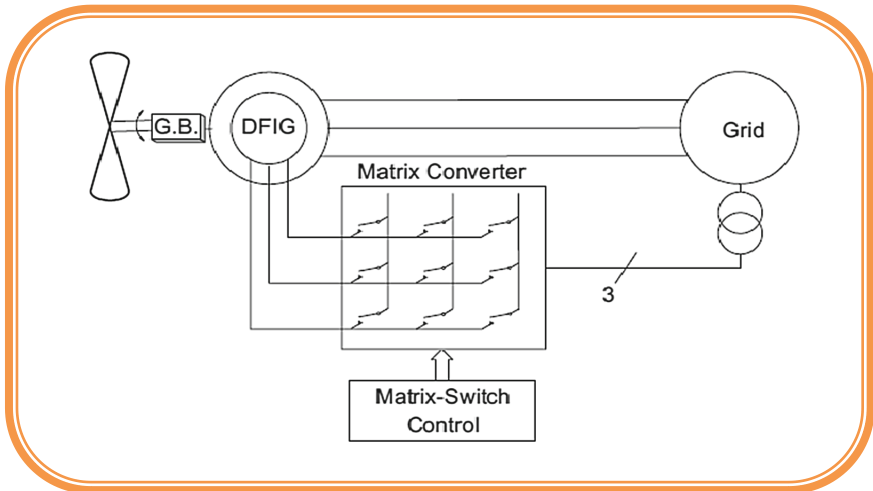 G.B.
DFIG
Grid
Matrix Converter
3
Matrix-Switch
Control